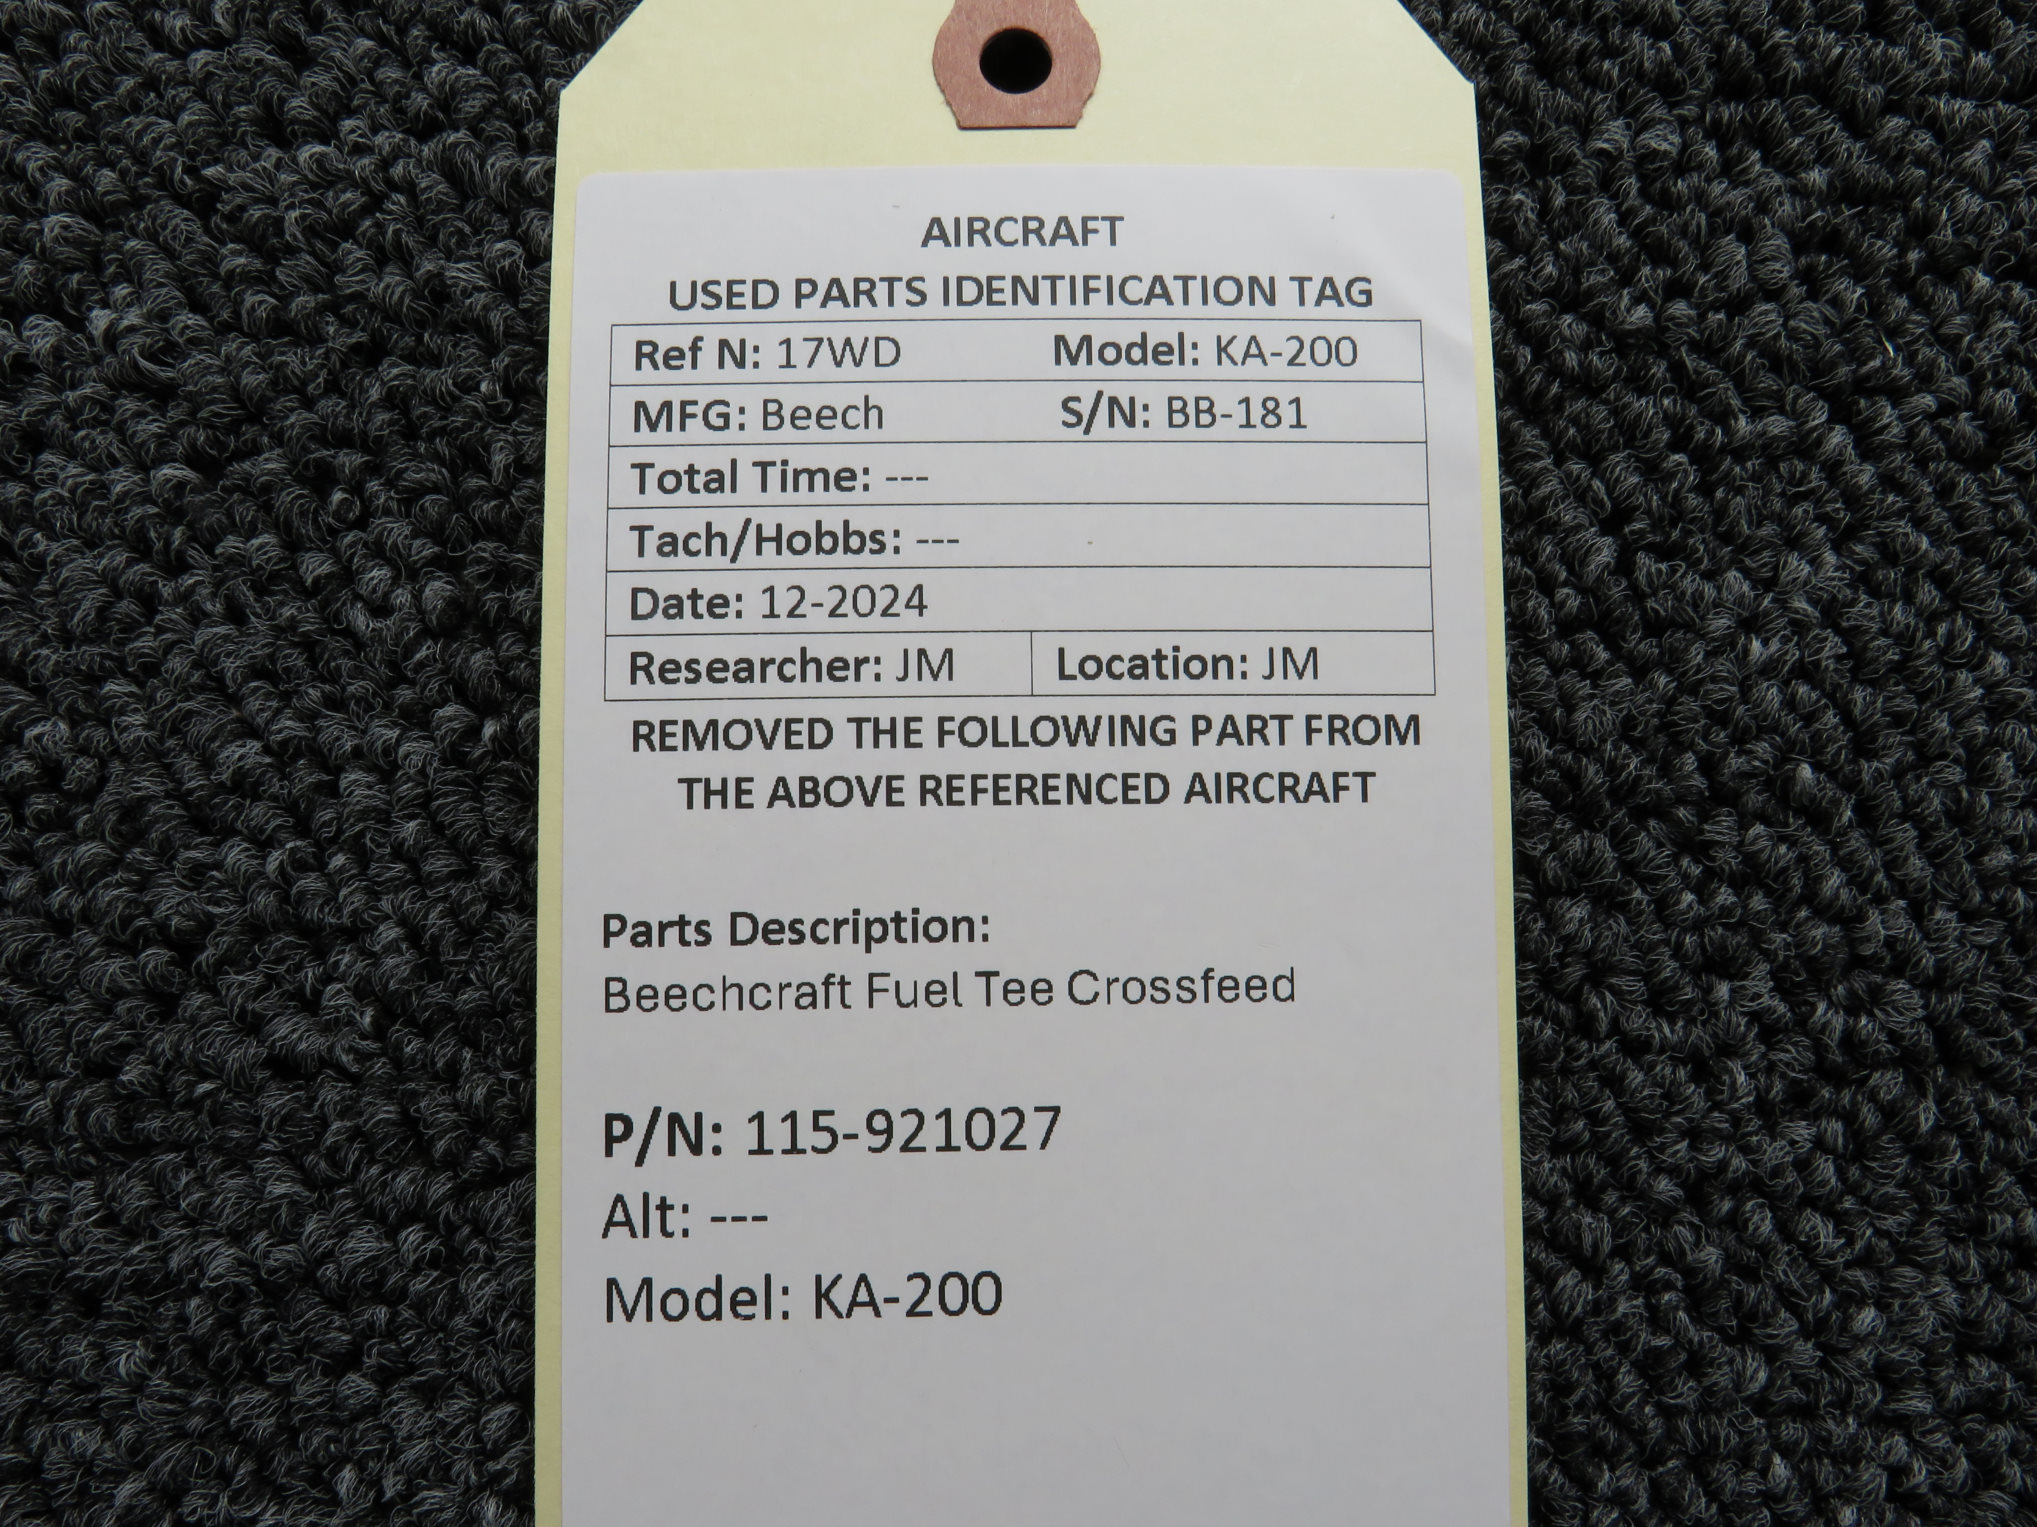 AIRCRAFT
USED PARTS IDENTIFICATION TAG
Ref N: 17WD Model: KA-200
MFG: Beech S/N: BB-181
Total Time: ---
Tach/Hobbs: ---
Date: 12-2024
Researcher: JM Location: JM
REMOVED THE FOLLOWING PART FROM
THE ABOVE REFERENCED AIRCRAFT
Parts Description:
Beechcraft Fuel Tee Crossfeed
P/N: 115-921027
Alt: ---
Model: KA-200